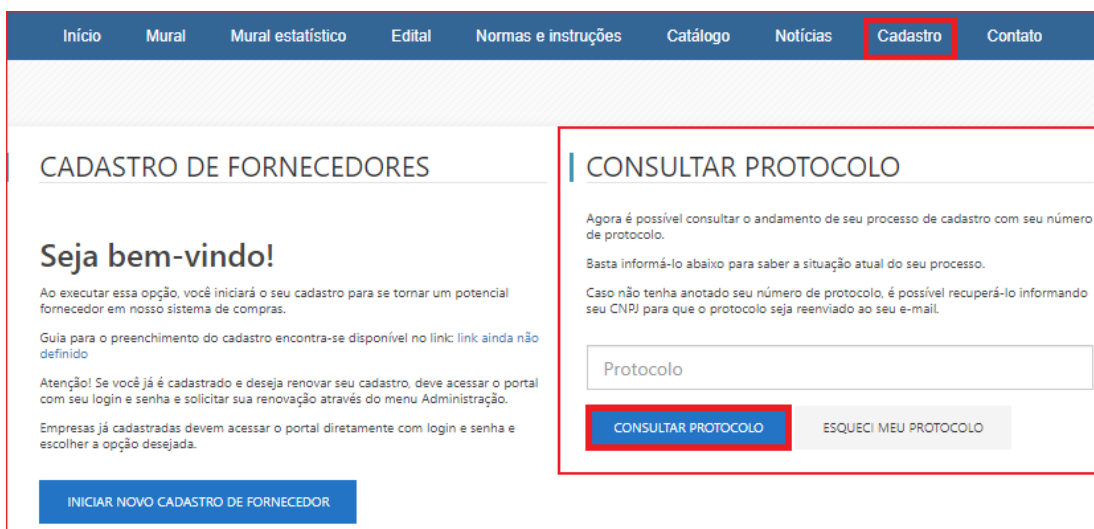 Início Mural Mural estatístico Edital Normas e instruções Catálogo Notícias Cadastro Contato
CADASTRO DE FORNECEDORES
Seja bem-vindo!
Ao executar essa opção, você iniciará o seu cadastro para se tornar um potencial
fornecedor em nosso sistema de compras.
Guia para o preenchimento do cadastro encontra-se disponível no link: link ainda não
definido
Atenção! Se você já é cadastrado e deseja renovar seu cadastro, deve acessar o portal
com seu login e senha e solicitar sua renovação através do menu Administração.
Empresas já cadastradas devem acessar o portal diretamente com login e senha e
escolher a opção desejada.
INICIAR NOVO CADASTRO DE FORNECEDOR
CONSULTAR PROTOCOLO
Agora é possível consultar o andamento de seu processo de cadastro com seu número
de protocolo.
Basta informá-lo abaixo para saber a situação atual do seu processo.
Caso não tenha anotado seu número de protocolo, é possível recuperá-lo informando
seu CNPJ para que o protocolo seja reenviado ao seu e-mail.
Protocolo
CONSULTAR PROTOCOLO ESQUECI MEU PROTOCOLO